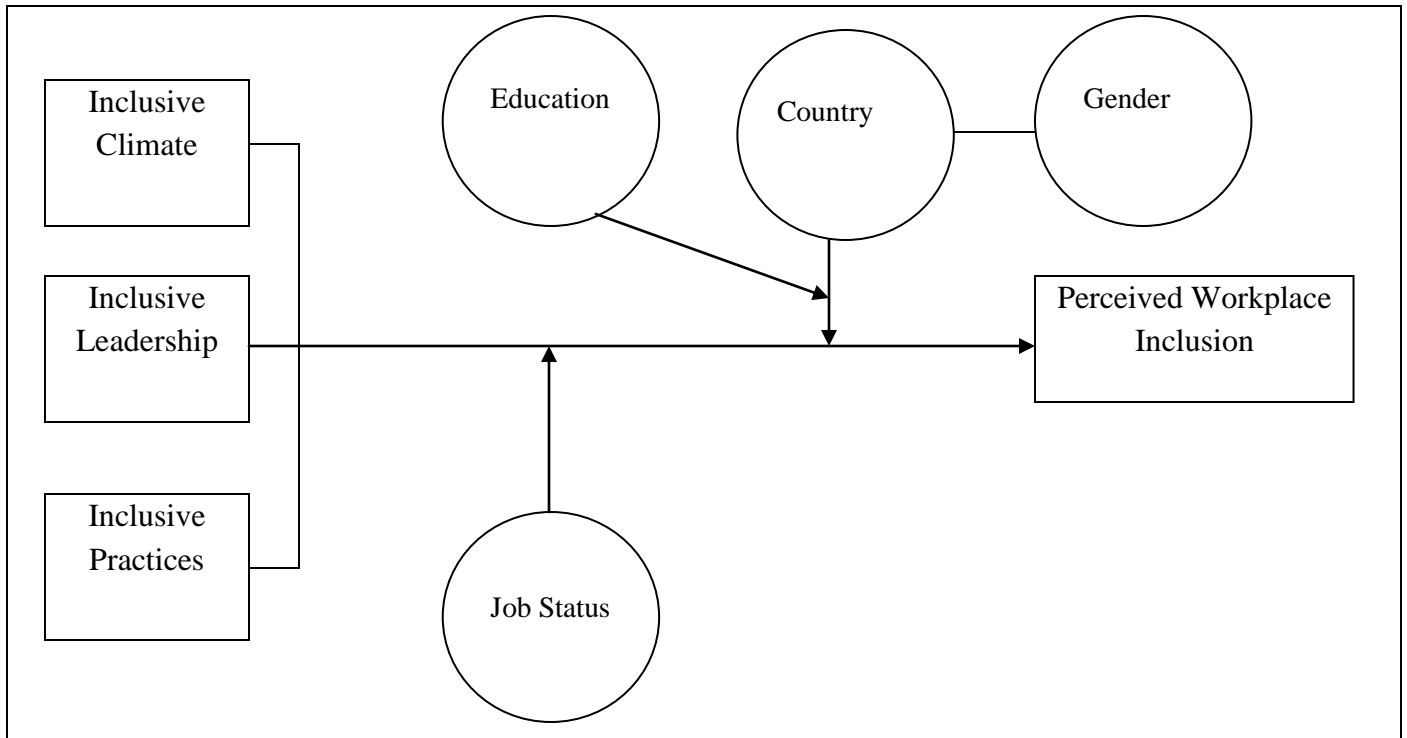 Inclusive
Climate
Education
Country
Gender
Inclusive
Leadership
Perceived Workplace
Inclusion
Inclusive
Practices
Job Status